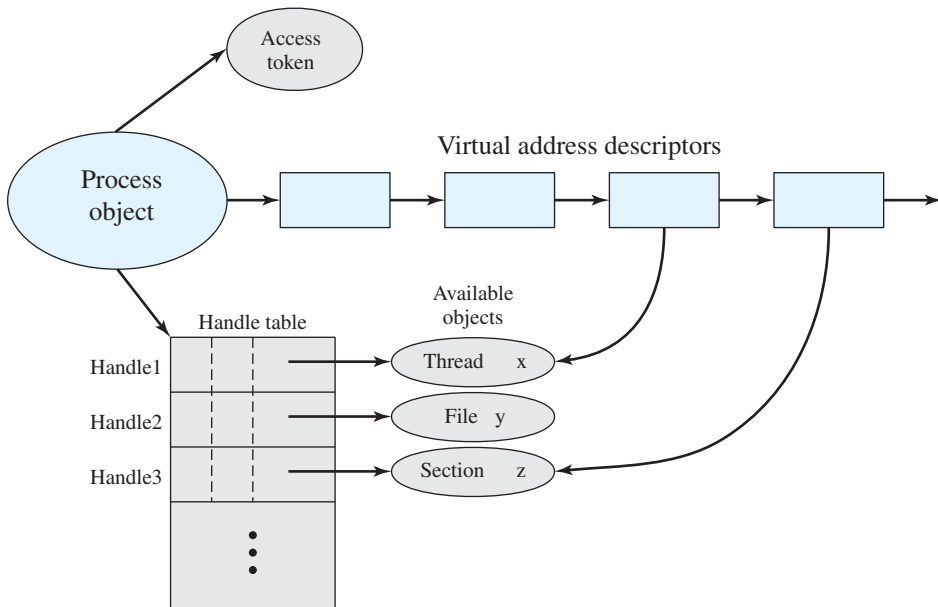 Access
token
Process
object
Virtual address descriptors
Available
objects
Handle table
Handle1
Thread x
Handle2
File y
Handle3
Section z